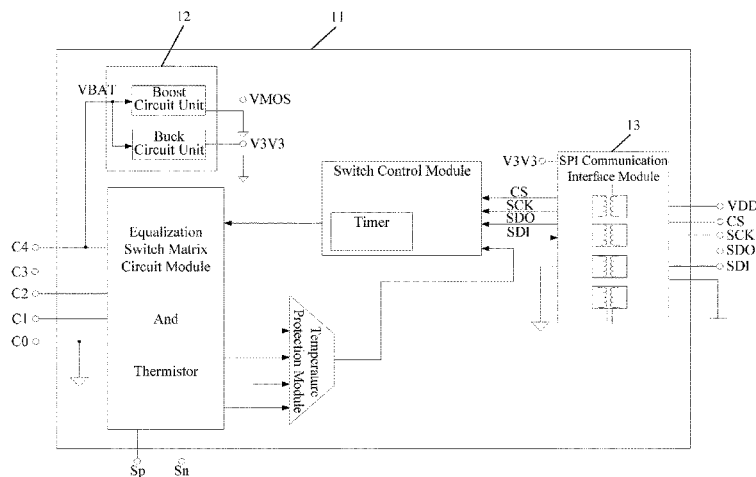 12
11
VBAT
Boost
Circuit Unit
VMOS
Buck
Circuit Unit
V3V3
13
V3V3
SPI Communication
Interface Module
Switch Control Module
Timer
CS
SCK
SDO
SDI
VDD
CS
SCK
SDO
SDI
C4
C3
C2
C1
C0
Equalization
Switch Matrix
Circuit Module
And
Thermistor
Temperature
Protection Module
Sp
Sn